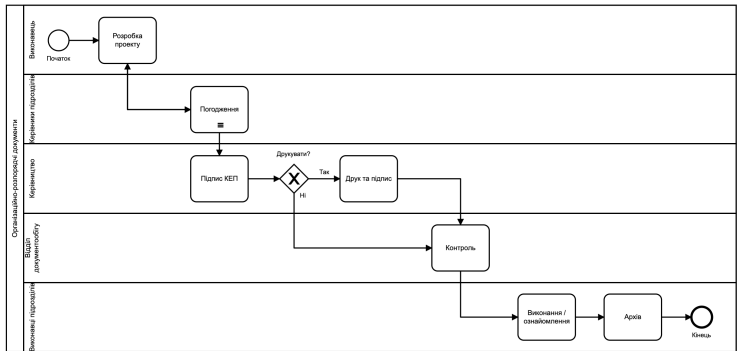 Організаційно-розпорядчі документи
Виконавець
Початок
Розробка
проекту
Керівники підрозділів
Погодження
Керівництво
Підпис КЕП
Друкувати?
Так
Ні
Друк та підпис
Відділ
документообігу
Контроль
Виконавці підрозділів
Виконання /
ознайомлення
Архів
Кінець